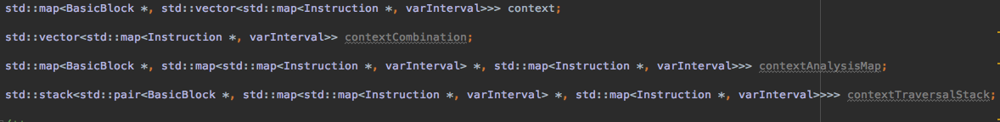 std::map<BasicBlock *, std::vector<std::map<Instruction *, varInterval>>> context;
std::vector<std::map<Instruction *, varInterval>> contextCombination;
std::map<BasicBlock *, std::map<std::map<Instruction *, varInterval> *, std::map<Instruction *, varInterval>>> contextAnalysisMap;
std::stack<std::pair<BasicBlock *, std::map<std::map<Instruction *, varInterval> *, std::map<Instruction *, varInterval>>>> contextTraversalStack;